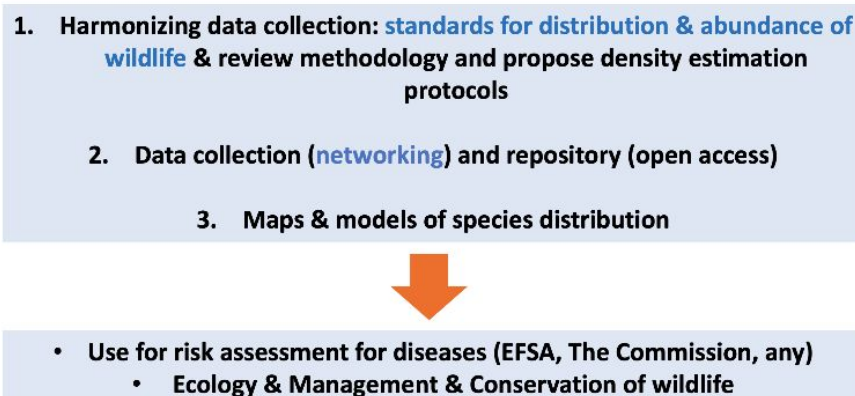 1. Harmonizing data collection: standards for distribution & abundance of
wildlife & review methodology and propose density estimation
protocols
2. Data collection (networking) and repository (open access)
3. Maps & models of species distribution
• Use for risk assessment for diseases (EFSA, The Commission, any)
• Ecology & Management & Conservation of wildlife